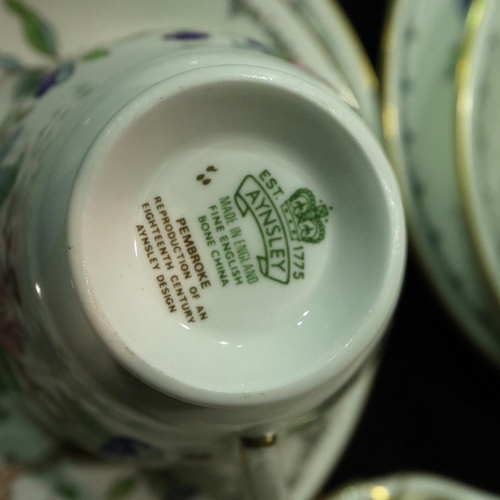 EST. 1775
AYNSLEY
MADE IN ENGLAND
FINE ENGLISH
BONE CHINA
PEMBROKE
REPRODUCTION OF AN
EIGHTEENTH CENTURY
AYNSLEY DESIGN